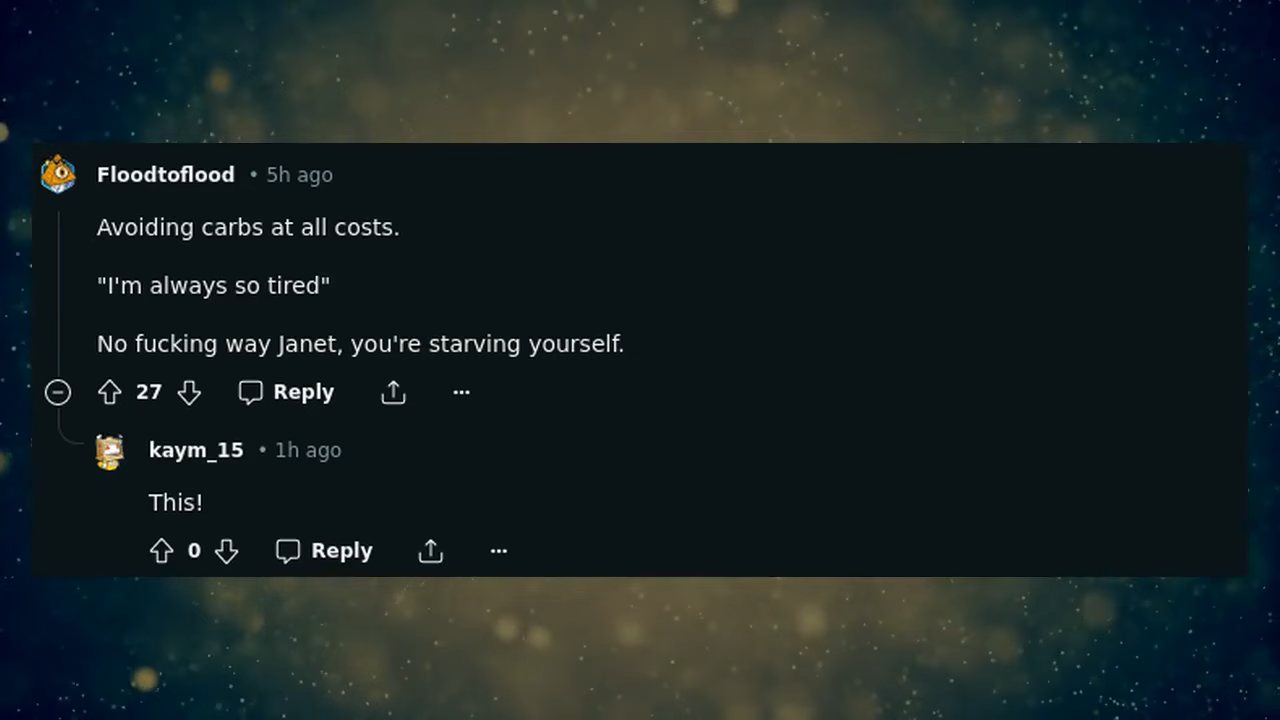 Floodtoflood • 5h ago
Avoiding carbs at all costs.
"I'm always so tired"
No fucking way Janet, you're starving yourself.
27 Reply ...
kaym_15 • 1h ago
This!
0 Reply ...